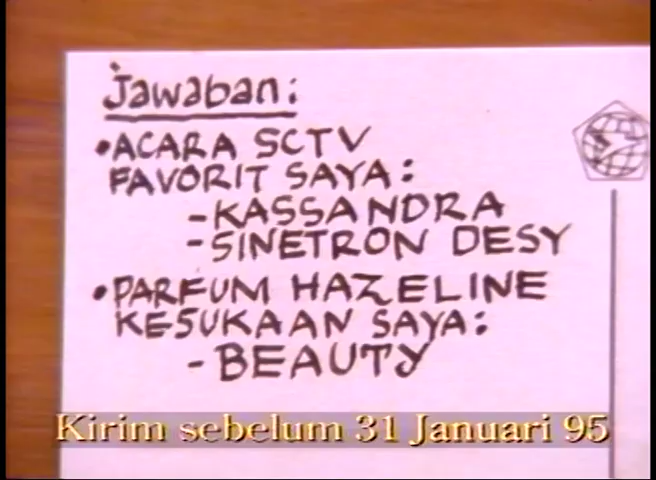 Jawaban:
• ACARA SCTV
FAVORIT SAYA:
- KASSANDRA
- SINETRON DESY
• PARFUM HAZELINE
KESUKAAN SAYA:
- BEAUTY
Kirim sebelum 31 Januari 95